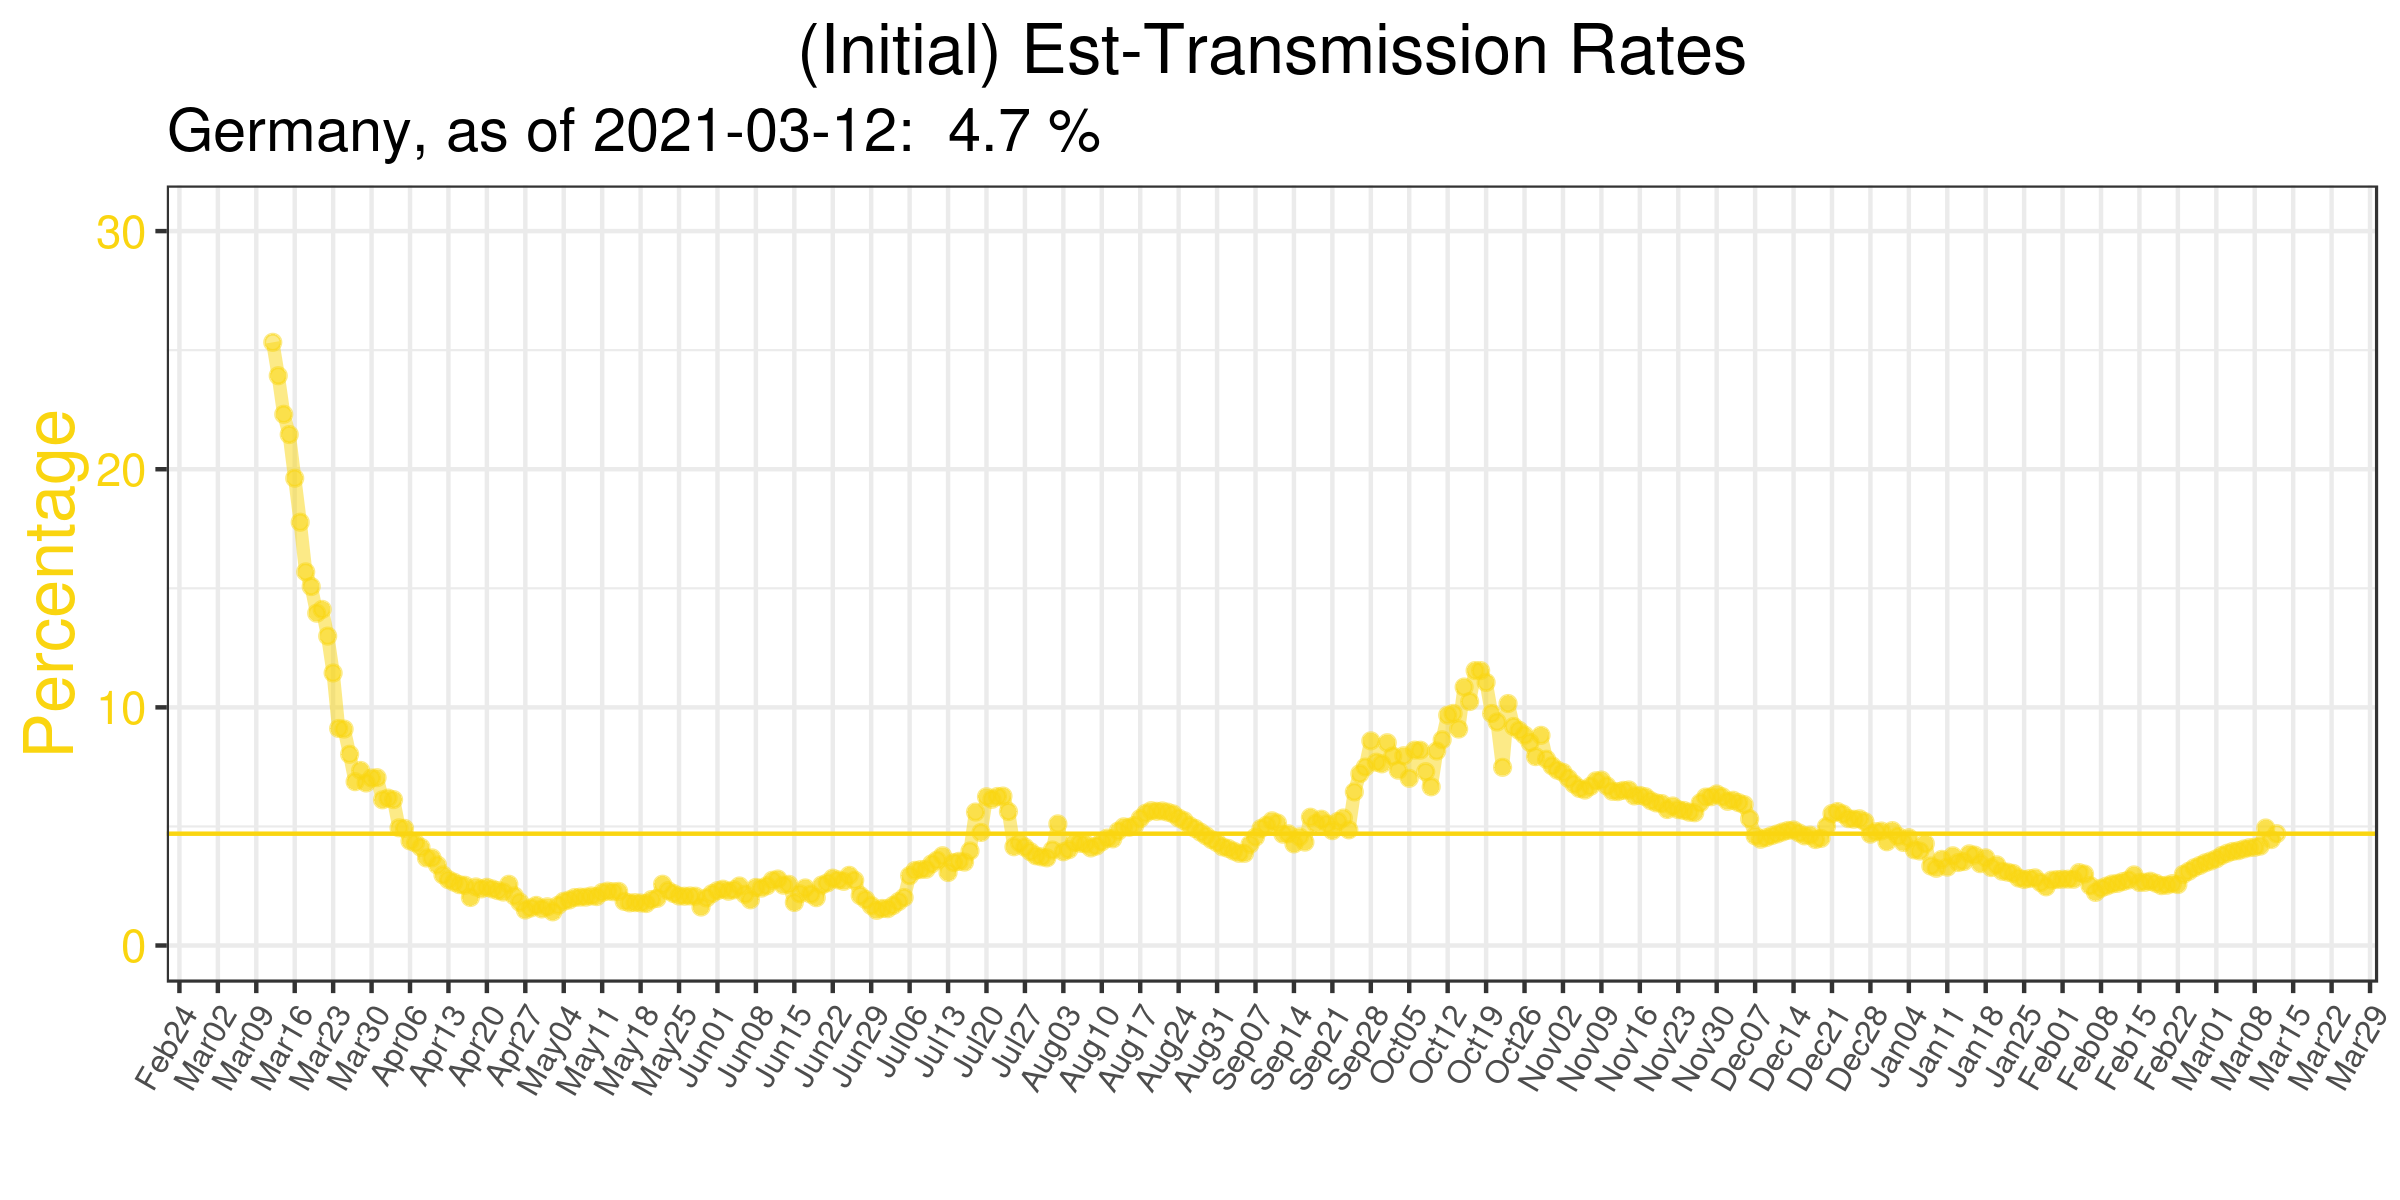 (Initial) Est-Transmission Rates
Germany, as of 2021-03-12:  4.7 %
Percentage
30
20
10
0
Feb24
Mar02
Mar09
Mar16
Mar23
Mar30
Apr06
Apr13
Apr20
Apr27
May04
May11
May18
May25
Jun01
Jun08
Jun15
Jun22
Jun29
Jul06
Jul13
Jul20
Jul27
Aug03
Aug10
Aug17
Aug24
Aug31
Sep07
Sep14
Sep21
Sep28
Oct05
Oct12
Oct19
Oct26
Nov02
Nov09
Nov16
Nov23
Nov30
Dec07
Dec14
Dec21
Dec28
Jan04
Jan11
Jan18
Jan25
Feb01
Feb08
Feb15
Feb22
Mar01
Mar08
Mar15
Mar22
Mar29